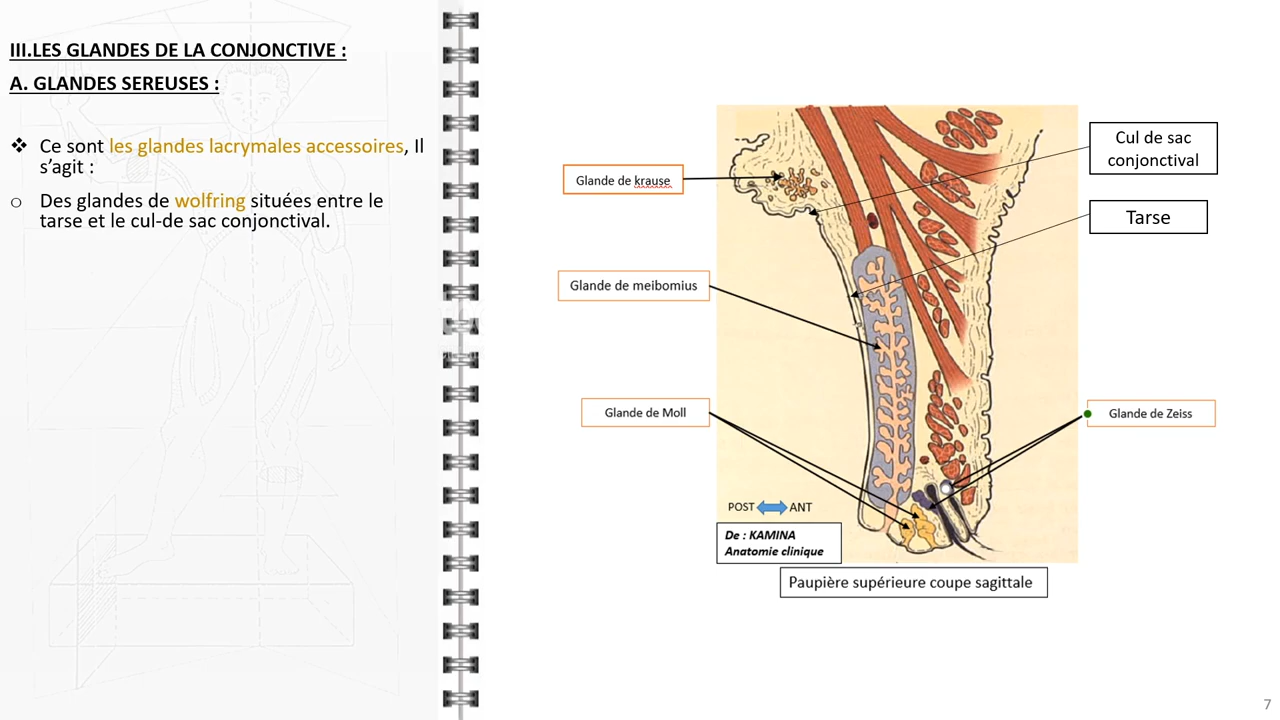 III.LES GLANDES DE LA CONJONCTIVE :
A. GLANDES SEREUSES :
❖ Ce sont les glandes lacrymales accessoires, Il
s’agit :
o Des glandes de wolfring situées entre le
tarse et le cul-de sac conjonctival.
Glande de krause
Cul de sac
conjonctival
Tarse
Glande de meibomius
Glande de Moll
Glande de Zeiss
POST ANT
De : KAMINA
Anatomie clinique
Paupière supérieure coupe sagittale
7